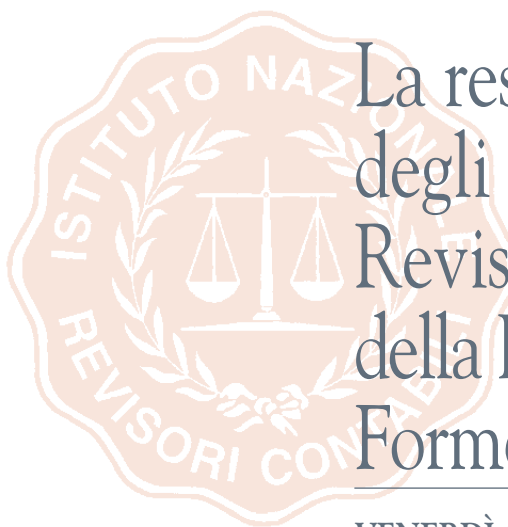 ISTITUTO NAZIONALE
REVISORI CONTABILI
La res
degli
Revis
della
Form
VENERDÌ